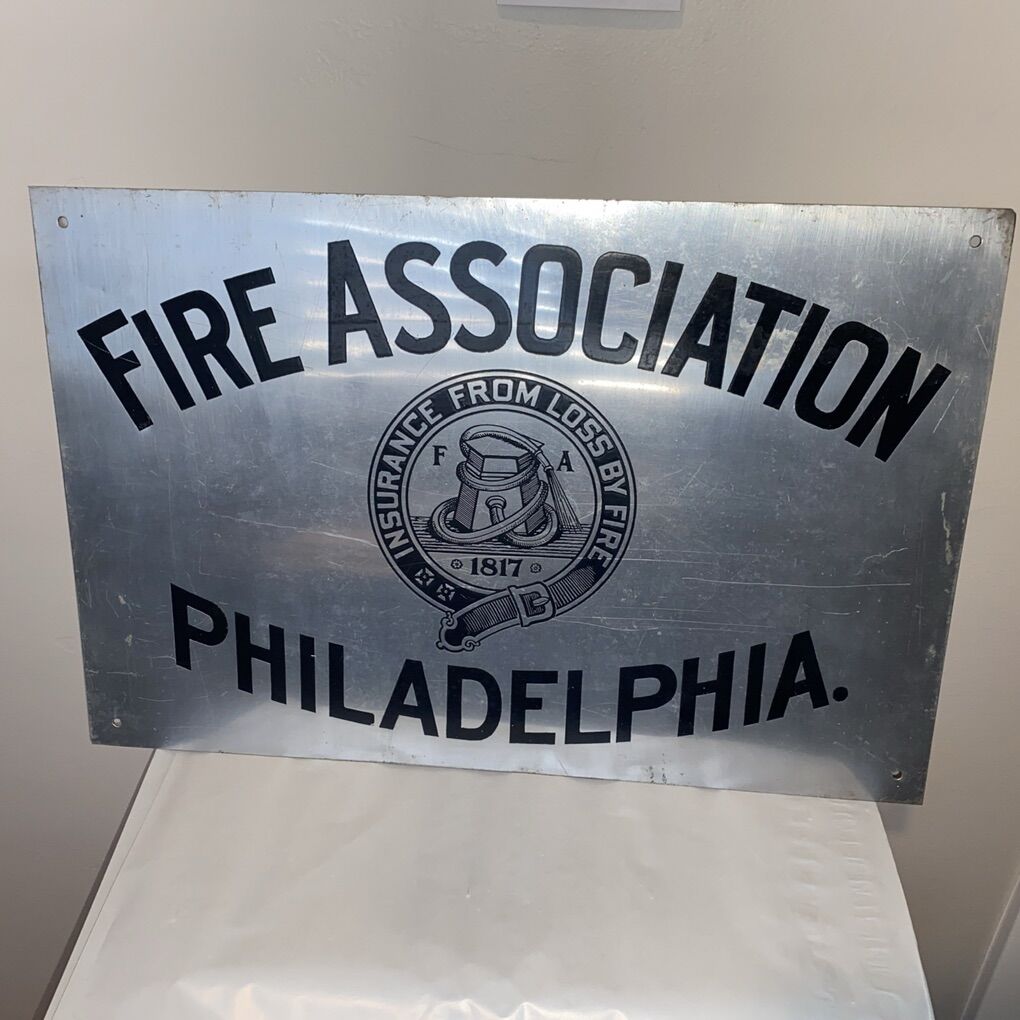 FIRE ASSOCIATION
INSURANCE FROM LOSS BY FIRE
F A
1817
PHILADELPHIA.